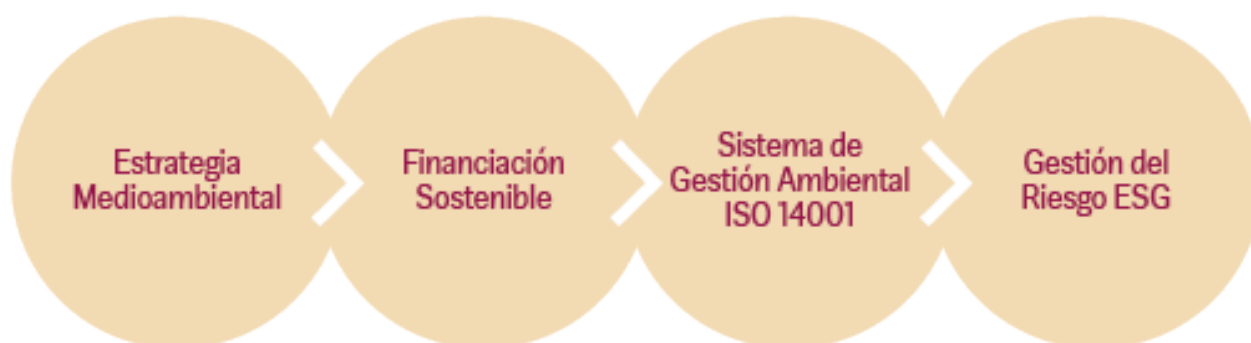 Estrategia
Medioambiental
Financiación
Sostenible
Sistema de
Gestión Ambiental
ISO 14001
Gestión del
Riesgo ESG